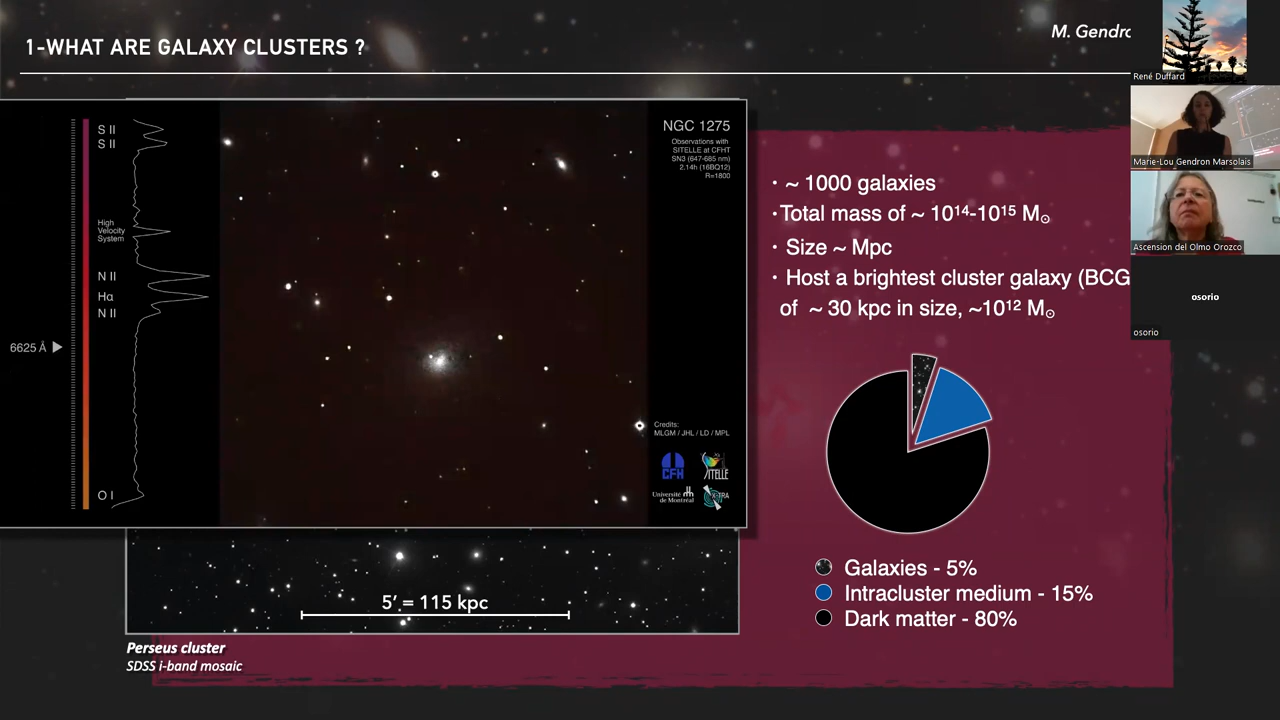 1-WHAT ARE GALAXY CLUSTERS ?
M. Gendro
René Duffard
Marie-Lou Gendron Marsolais
Ascension del Olmo Orozco
osorio
osorio
S II
S II
High
Velocity
System
N II
Hα
N II
6625 Å
O I
NGC 1275
Observations with
SITELLE at CFHT
SN3 (647-685 nm)
2.14h (16BQ12)
R=1800
Credits:
MLGM / JHL / LD / MPL
CFH
SITELLE
Université
de Montréal
· ~ 1000 galaxies
· Total mass of ~ 10¹⁴-10¹⁵ M⊙
· Size ~ Mpc
· Host a brightest cluster galaxy (BCG
of ~ 30 kpc in size, ~10¹² M⊙
Galaxies - 5%
Intracluster medium - 15%
Dark matter - 80%
5’ = 115 kpc
Perseus cluster
SDSS i-band mosaic